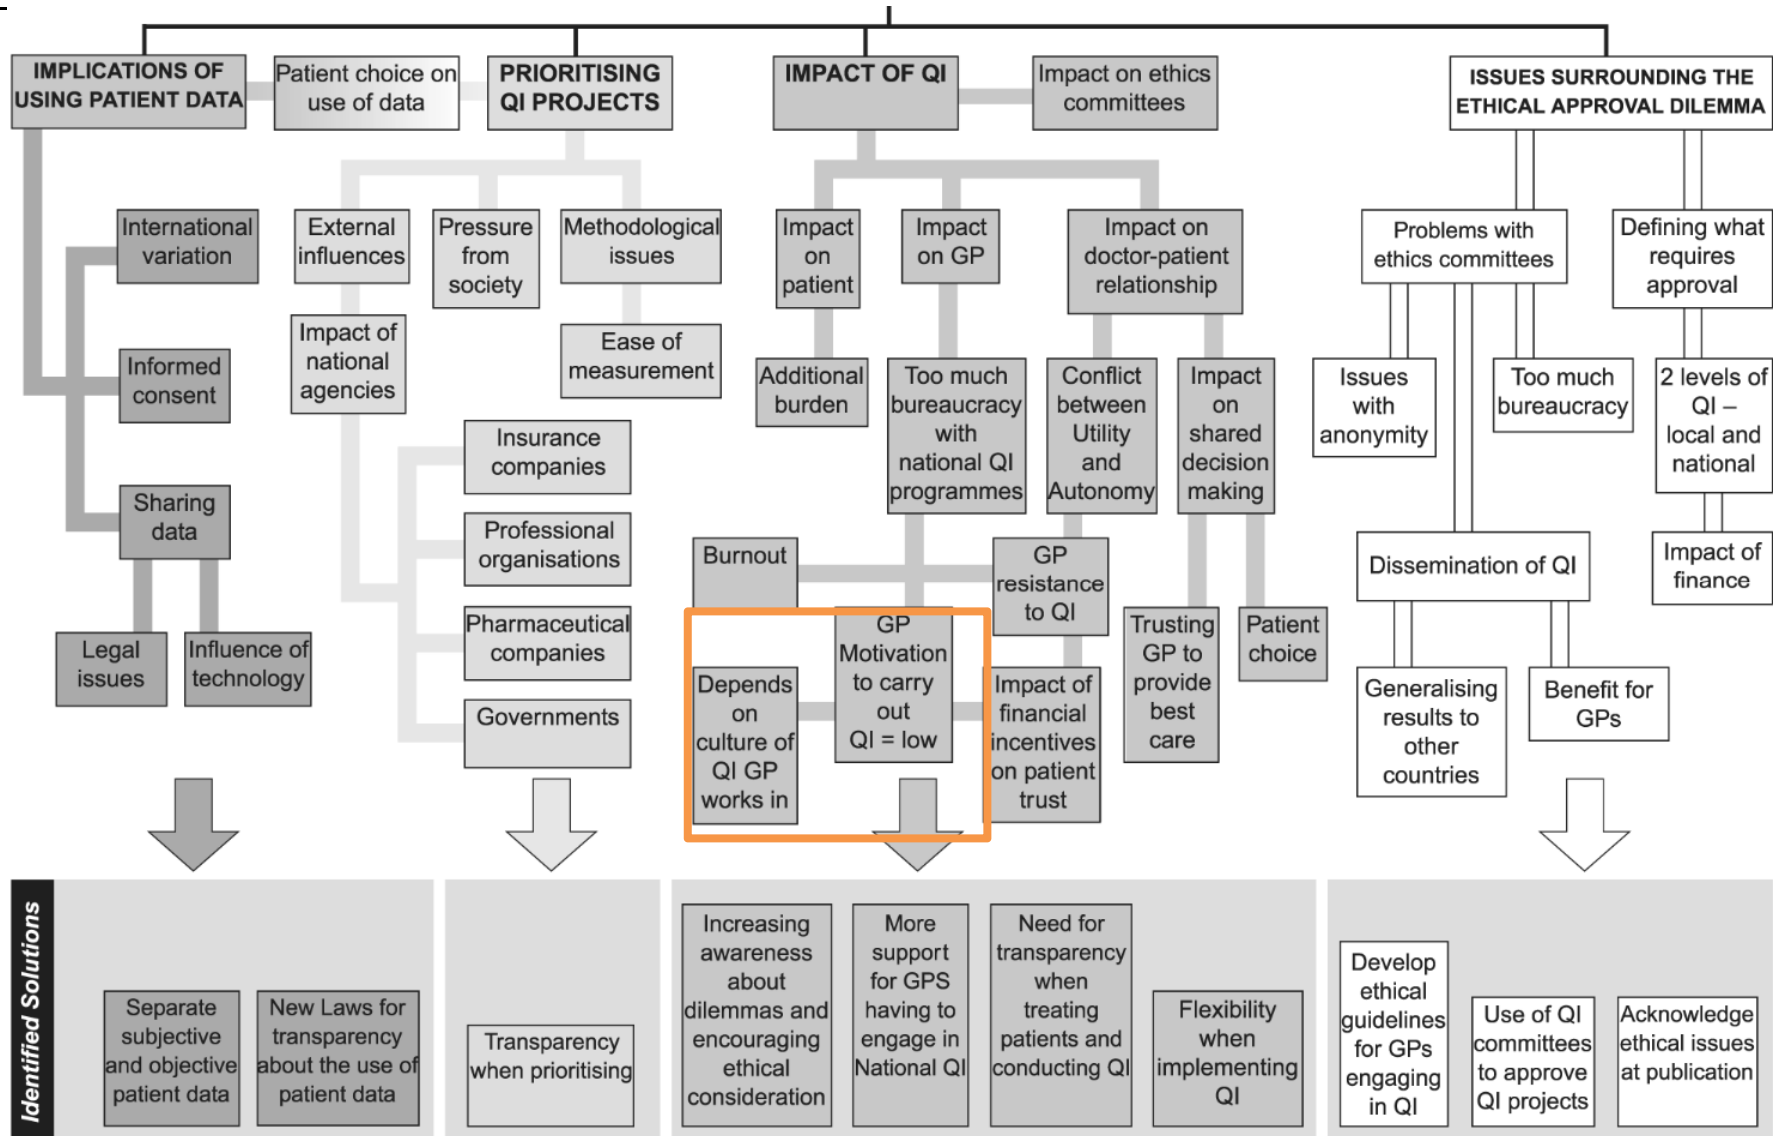 IMPLICATIONS OF
USING PATIENT DATA
Patient choice on
use of data
PRIORITISING
QI PROJECTS
IMPACT OF QI
Impact on ethics
committees
ISSUES SURROUNDING THE
ETHICAL APPROVAL DILEMMA
International
variation
Informed
consent
Sharing
data
Legal
issues
Influence of
technology
External
influences
Pressure
from
society
Methodological
issues
Impact of
national
agencies
Ease of
measurement
Insurance
companies
Professional
organisations
Pharmaceutical
companies
Governments
Impact
on
patient
Impact
on GP
Impact on
doctor-patient
relationship
Additional
burden
Too much
bureaucracy
with
national QI
programmes
Conflict
between
Utility
and
Autonomy
Impact
on
shared
decision
making
Burnout
GP
resistance
to QI
GP
Motivation
to carry
out
QI = low
Depends
on
culture of
QI GP
works in
Impact of
financial
incentives
on patient
trust
Trusting
GP to
provide
best
care
Patient
choice
Problems with
ethics committees
Defining what
requires
approval
Issues
with
anonymity
Too much
bureaucracy
2 levels of
QI –
local and
national
Dissemination of QI
Impact of
finance
Generalising
results to
other
countries
Benefit for
GPs
Identified Solutions
Separate
subjective
and objective
patient data
New Laws for
transparency
about the use of
patient data
Transparency
when prioritising
Increasing
awareness
about
dilemmas and
encouraging
ethical
consideration
More
support
for GPS
having to
engage in
National QI
Need for
transparency
when
treating
patients and
conducting QI
Flexibility
when
implementing
QI
Develop
ethical
guidelines
for GPs
engaging
in QI
Use of QI
committees
to approve
QI projects
Acknowledge
ethical issues
at publication